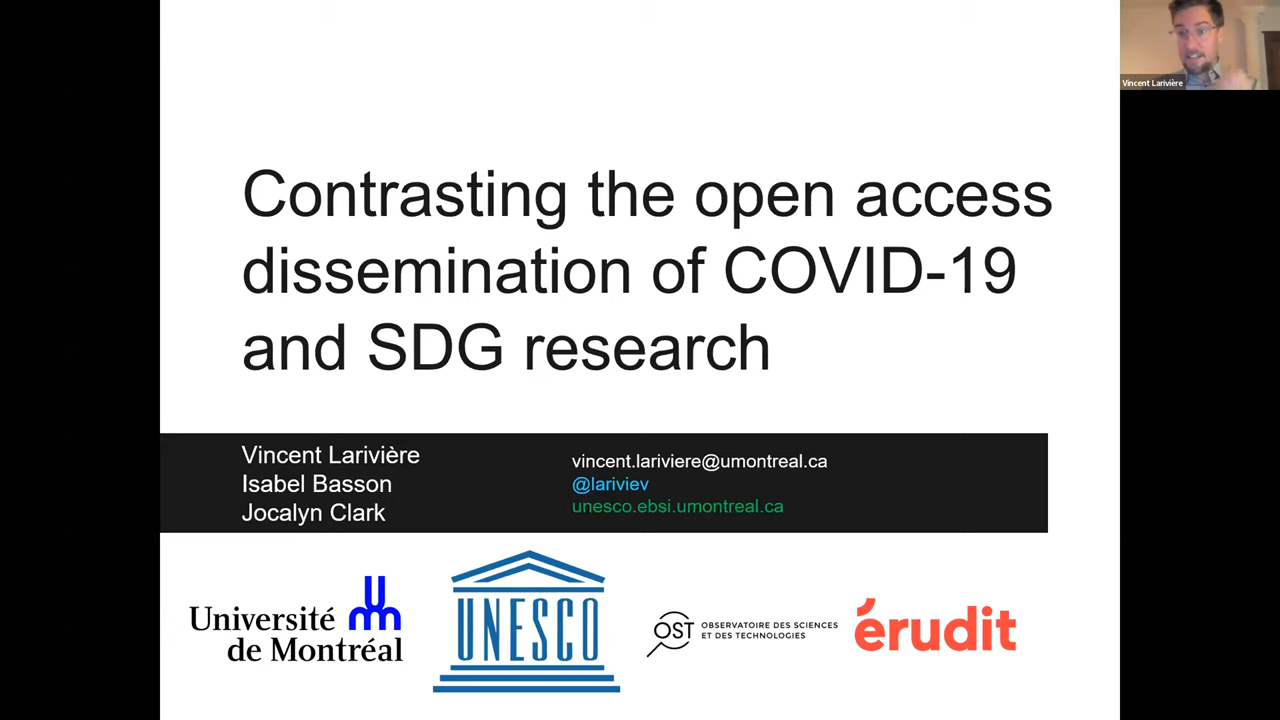 Vincent Larivière
Contrasting the open access
dissemination of COVID-19
and SDG research
Vincent Larivière
Isabel Basson
Jocalyn Clark
vincent.lariviere@umontreal.ca
@lariviev
unesco.ebsi.umontreal.ca
Université
de Montréal
UNESCO
OST
OBSERVATOIRE DES SCIENCES
ET DES TECHNOLOGIES
érudit